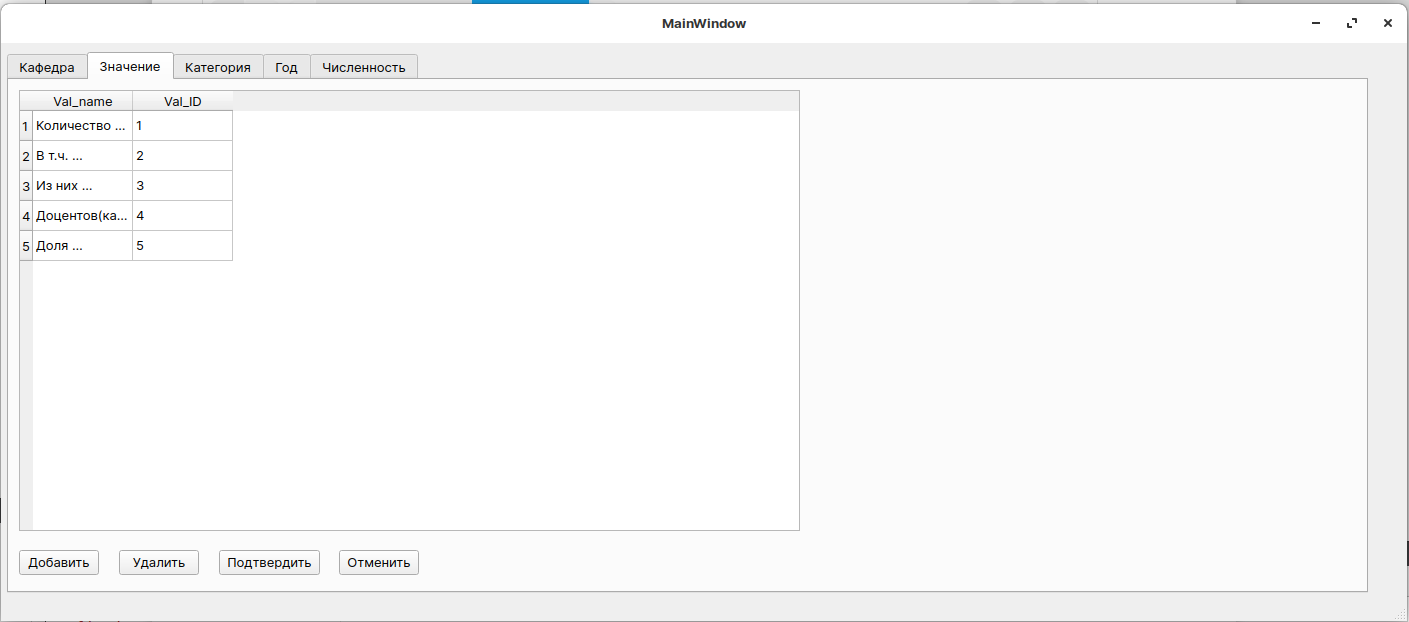 MainWindow
Кафедра Значение Категория Год Численность
Val_name Val_ID
1 Количество ... 1
2 В т.ч. ... 2
3 Из них ... 3
4 Доцентов(ка... 4
5 Доля ... 5
Добавить Удалить Подтвердить Отменить